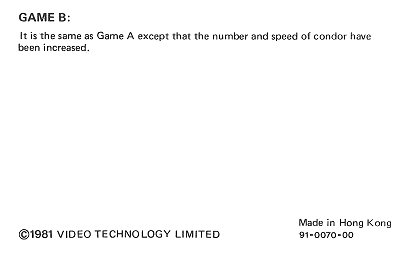 GAME B:
It is the same as Game A except that the number and speed of condor have
been increased.
Made in Hong Kong
©1981 VIDEO TECHNOLOGY LIMITED
91-0070-00